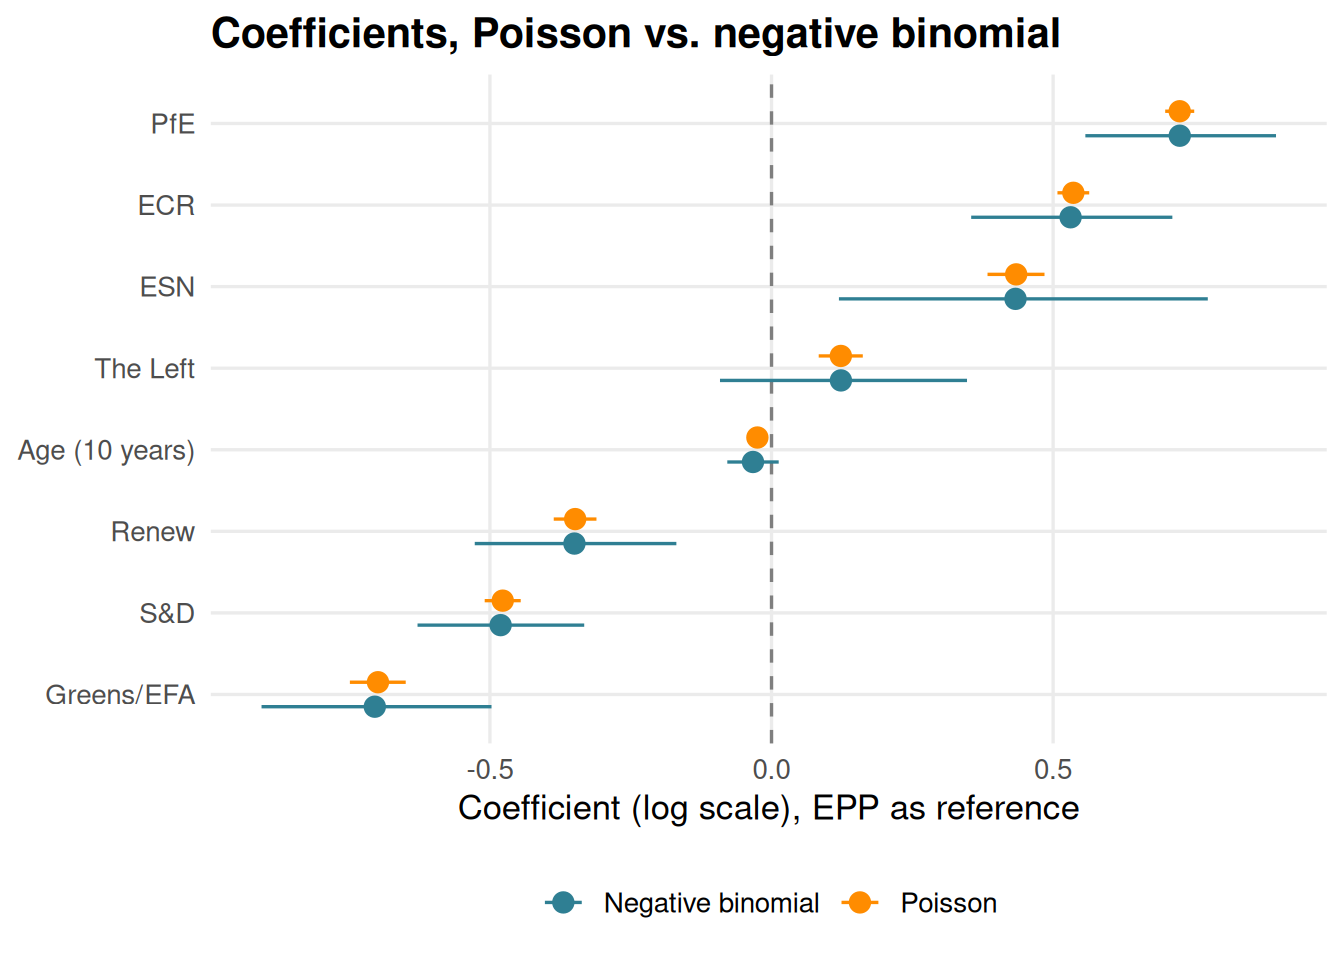 Coefficients, Poisson vs. negative binomial
PfE
ECR
ESN
The Left
Age (10 years)
Renew
S&D
Greens/EFA
-0.5 0.0 0.5
Coefficient (log scale), EPP as reference
Negative binomial Poisson